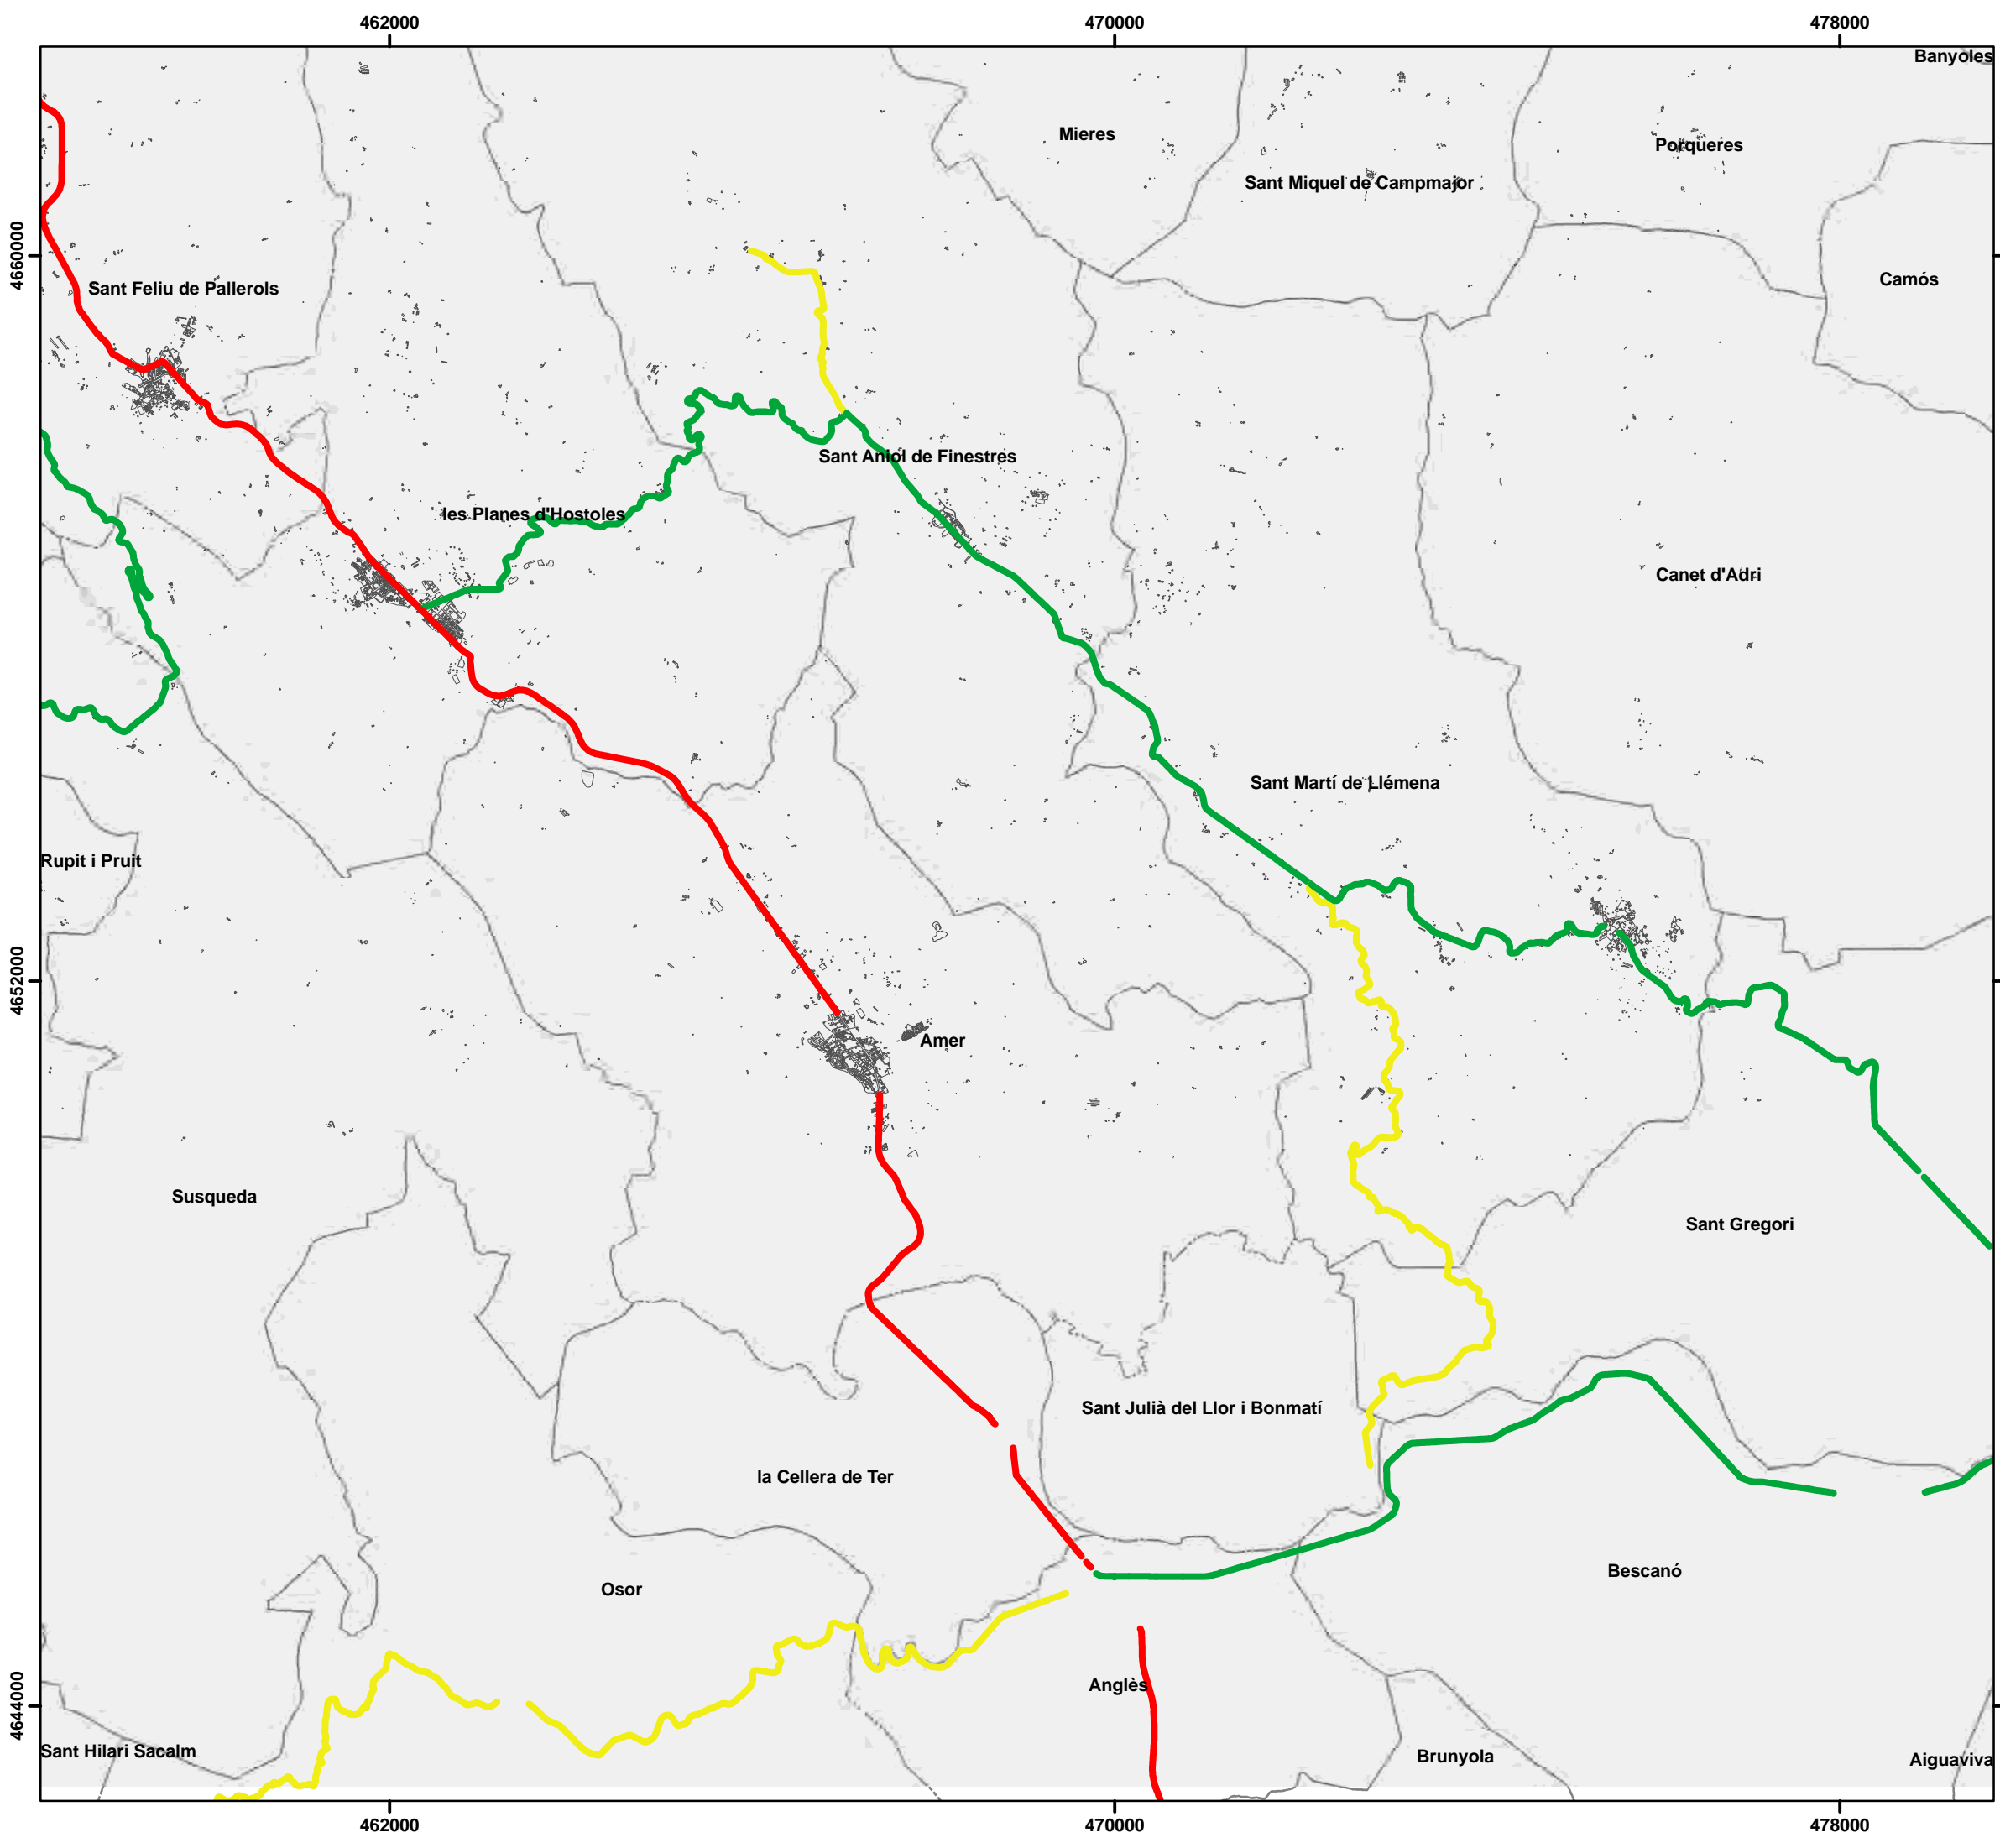 462000
470000
478000
Banyoles
Mieres
Porqueres
Sant Miquel de Campmajor
4660000
Camós
Sant Feliu de Pallerols
Sant Aniol de Finestres
les Planes d'Hostoles
Canet d'Adri
Sant Martí de Llémena
Rupit i Pruit
4652000
Amer
Susqueda
Sant Gregori
Sant Julià del Llor i Bonmatí
la Cellera de Ter
Bescanó
Osor
Anglès
4644000
Sant Hilari Sacalm
Brunyola
Aiguaviva
462000
470000
478000